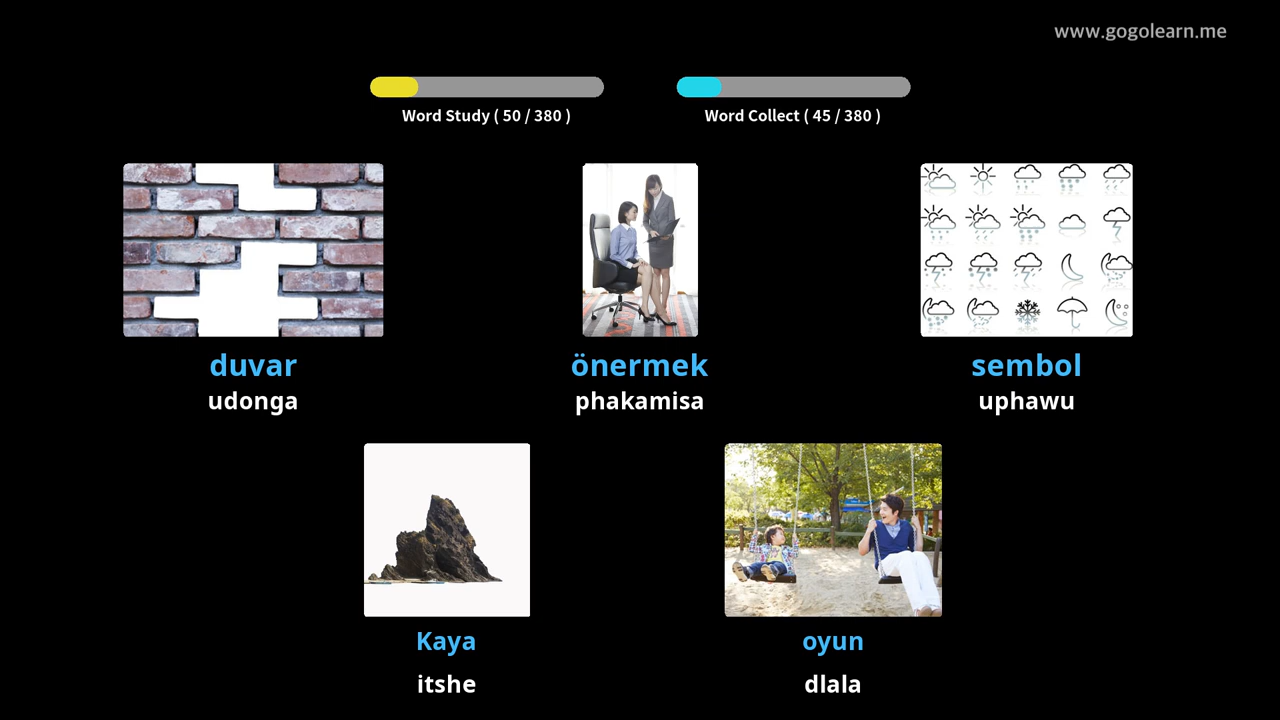 www.gogolearn.me
Word Study ( 50 / 380 )
Word Collect ( 45 / 380 )
duvar
udonga
önermek
phakamisa
sembol
uphawu
Kaya
itshe
oyun
dlala